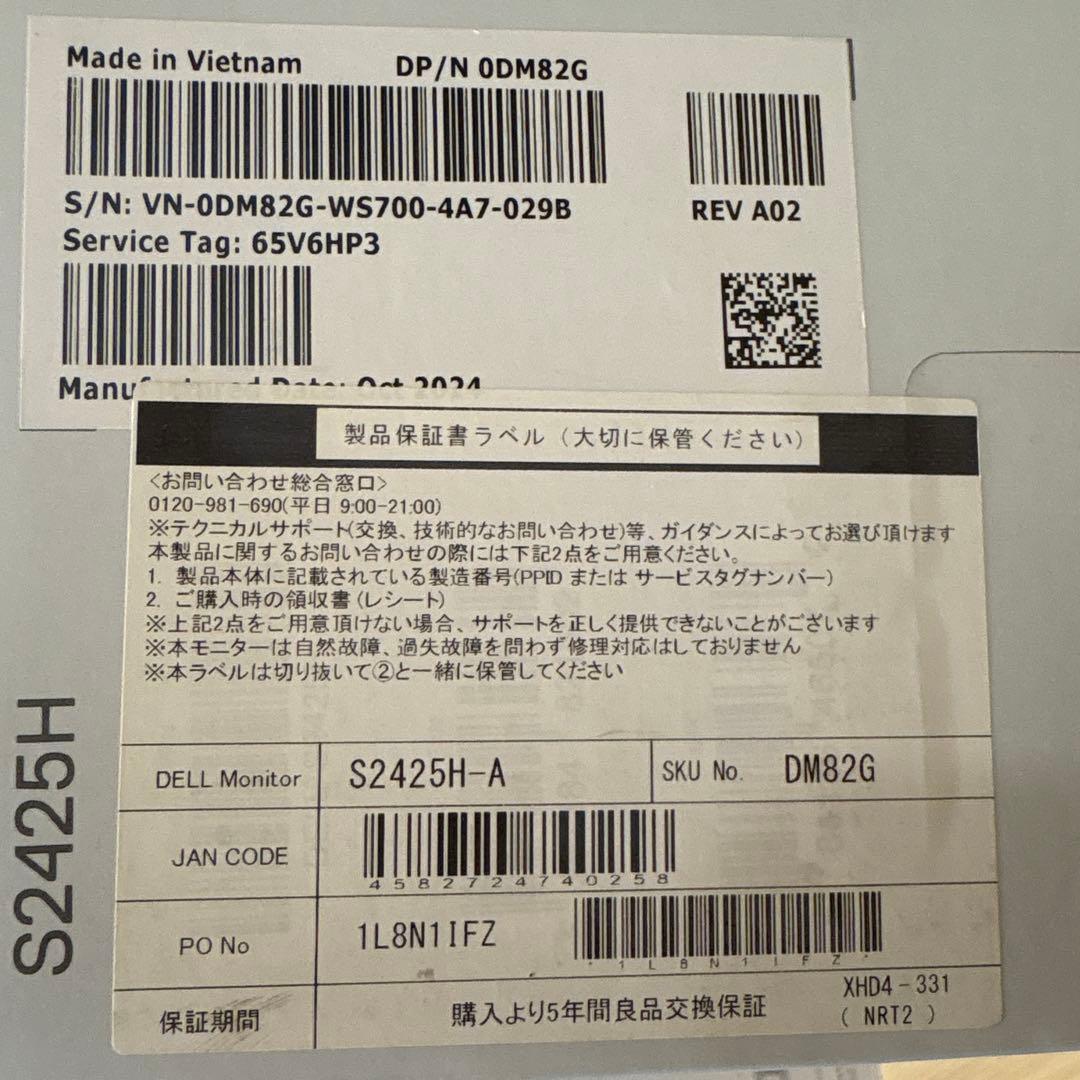 Made in Vietnam DP/N 0DM82G
S/N: VN-0DM82G-WS700-4A7-029B
REV A02
Service Tag: 65V6HP3
Manufactured Date: Oct 2024
製品保証書ラベル（大切に保管ください）
<お問い合わせ総合窓口>
0120-981-690(平日 9:00-21:00)
※テクニカルサポート(交換、技術的なお問い合わせ)等、ガイダンスによってお選び頂けます
本製品に関するお問い合わせの際には下記2点をご用意ください。
1. 製品本体に記載されている製造番号(PPID または サービスタグナンバー)
2. ご購入時の領収書(レシート)
※上記2点をご用意頂けない場合、サポートを正しく提供できないことがございます
※本モニターは自然故障、過失故障を問わず修理対応はしておりません
※本ラベルは切り抜いて②と一緒に保管してください
DELL Monitor S2425H-A SKU No. DM82G
JAN CODE
4582724740258
PO No 1L8N1IFZ
*1L8N1IFZ*
保証期間 購入より5年間良品交換保証 XHD4-331
( NRT2 )
S2425H